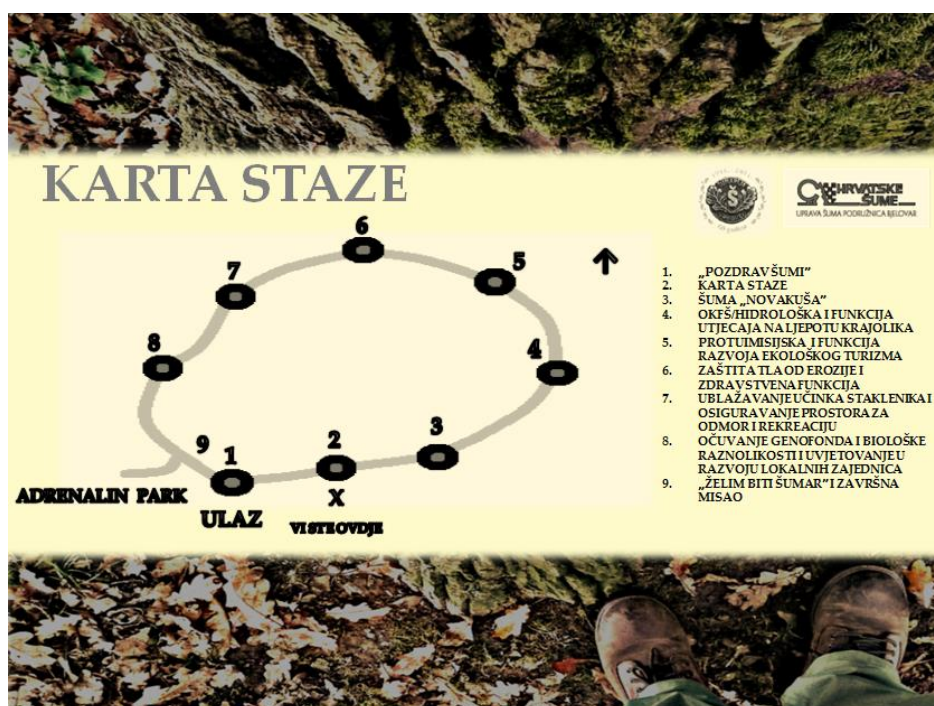 KARTA STAZE
HRVATSKE
ŠUME
UPRAVA ŠUMA PODRUŽNICA BJELOVAR
Š
6
7
5
8
4
9
1
2
3
ADRENALIN PARK
X
ULAZ
VI STE OVDJE
1. „POZDRAV ŠUMI"
2. KARTA STAZE
3. ŠUMA „NOVAKUŠA"
4. OKFŠ/HIDROLOŠKA I FUNKCIJA
UTJECAJA NA LJEPOTU KRAJOLIKA
5. PROTUIMISIJSKA I FUNKCIJA
RAZVOJA EKOLOŠKOG TURIZMA
6. ZAŠTITA TLA OD EROZIJE I
ZDRAVSTVENA FUNKCIJA
7. UBLAŽAVANJE UČINKA STAKLENIKA I
OSIGURAVANJE PROSTORA ZA
ODMOR I REKREACIJU
8. OČUVANJE GENOFONDA I BIOLOŠKE
RAZNOLIKOSTI I UVJETOVANJE U
RAZVOJU LOKALNIH ZAJEDNICA
9. „ŽELIM BITI ŠUMAR" I ZAVRŠNA
MISAO